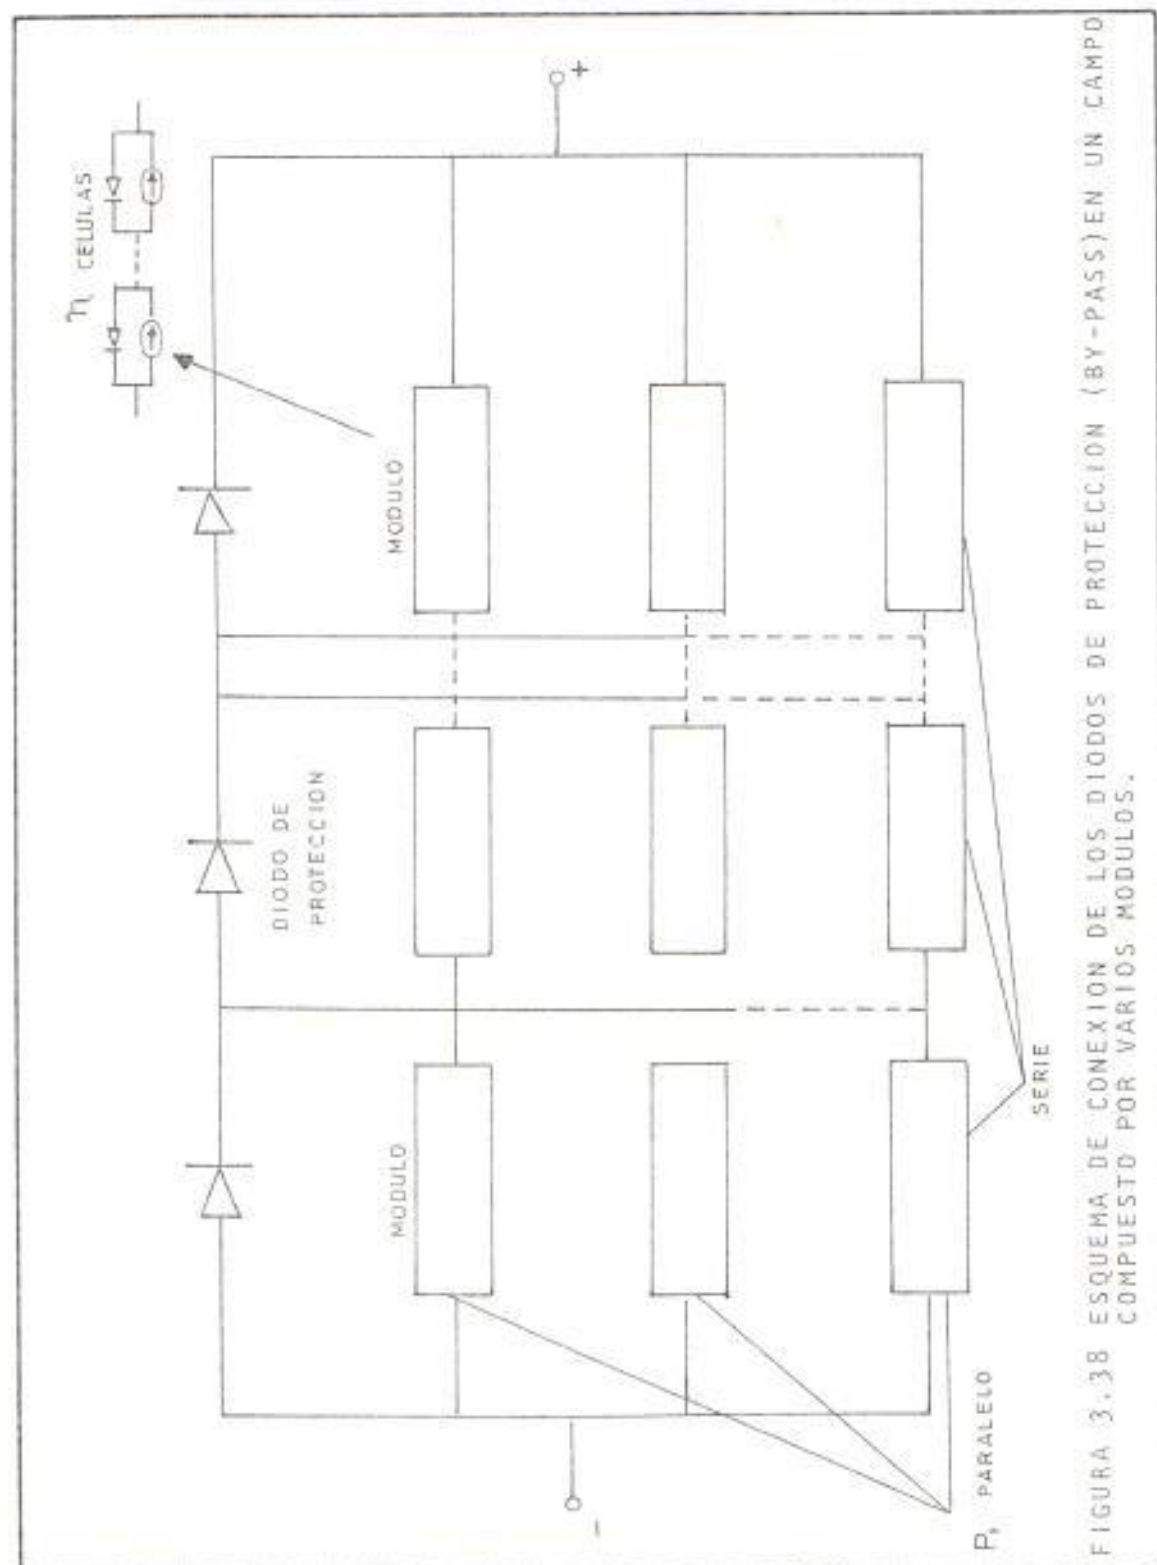 η CELULAS
+
MODULO
DIODO DE
PROTECCION
MODULO
SERIE
-
P, PARALELO
FIGURA 3.38 ESQUEMA DE CONEXION DE LOS DIODOS DE PROTECCION (BY-PASS) EN UN CAMPO
COMPUESTO POR VARIOS MODULOS.